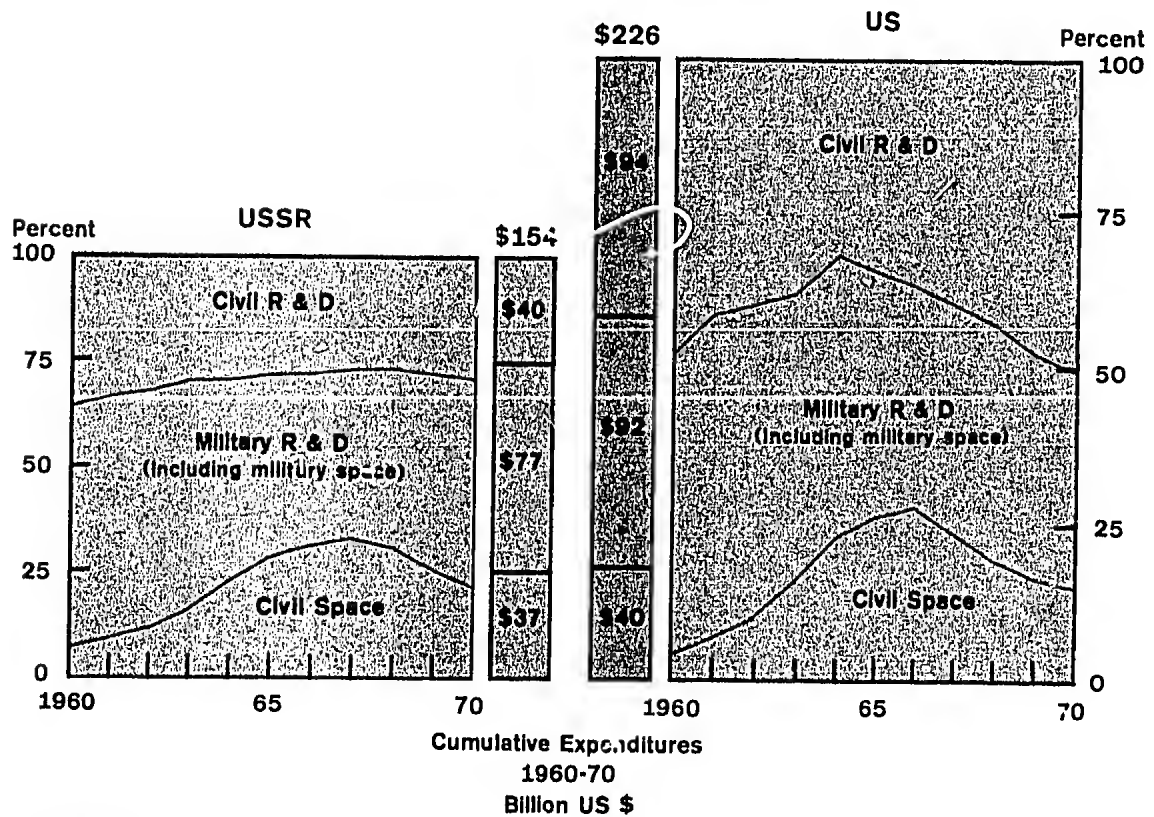 USSR
Percent
100
75
50
25
0
Civil R & D
Military R & D
(including military space)
Civil Space
1960
65
70
$154
$40
$77
$37
$226
$94
$92
$40
US
Percent
100
75
50
25
0
Civil R & D
Military R & D
(including military space)
Civil Space
1960
65
70
Cumulative Expenditures
1960-70
Billion US $